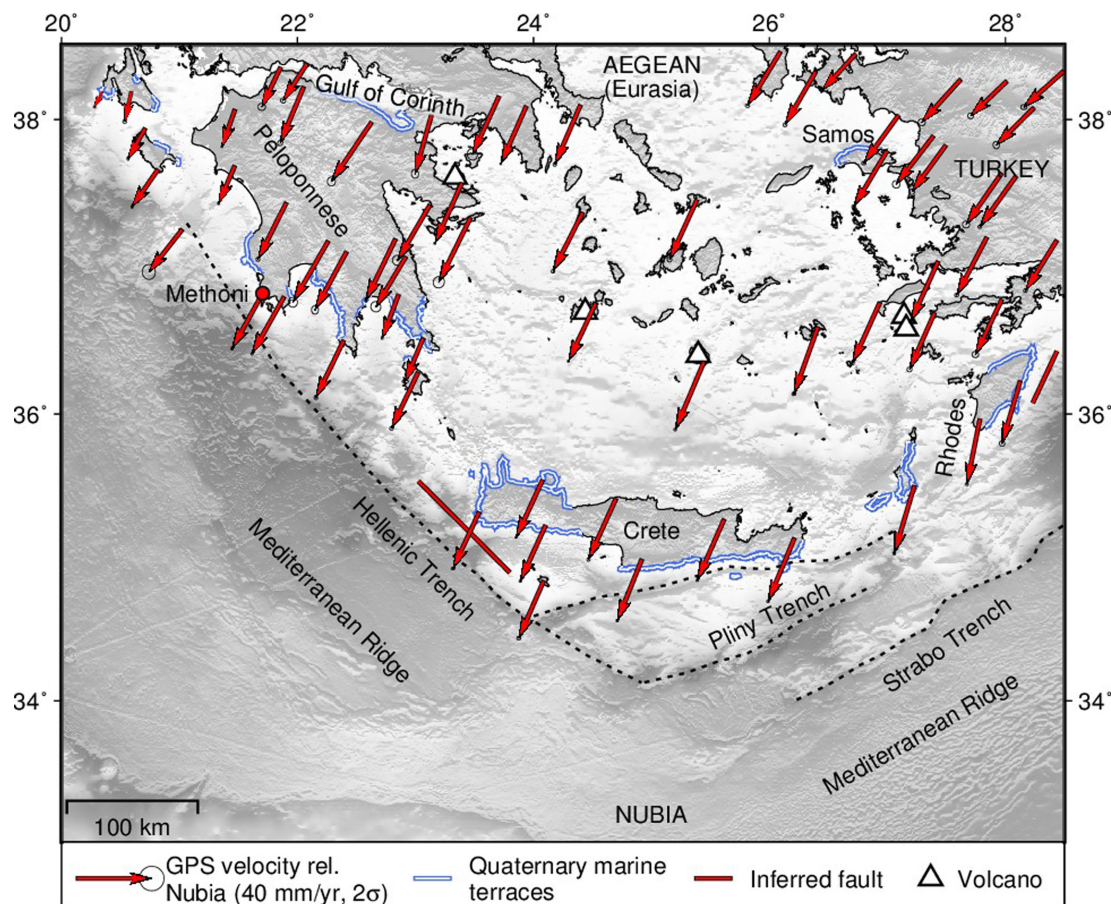 20˚ 22˚ 24˚ 26˚ 28˚
AEGEAN
(Eurasia)
Gulf of Corinth
38˚
38˚
Samos
Peloponnese
TURKEY
Methoni
36˚
36˚
Rhodes
Crete
Hellenic Trench
Mediterranean Ridge
Pliny Trench
Strabo Trench
34˚
34˚
Mediterranean Ridge
NUBIA
100 km
GPS velocity rel.
Nubia (40 mm/yr, 2σ)
Quaternary marine
terraces
Inferred fault
Volcano